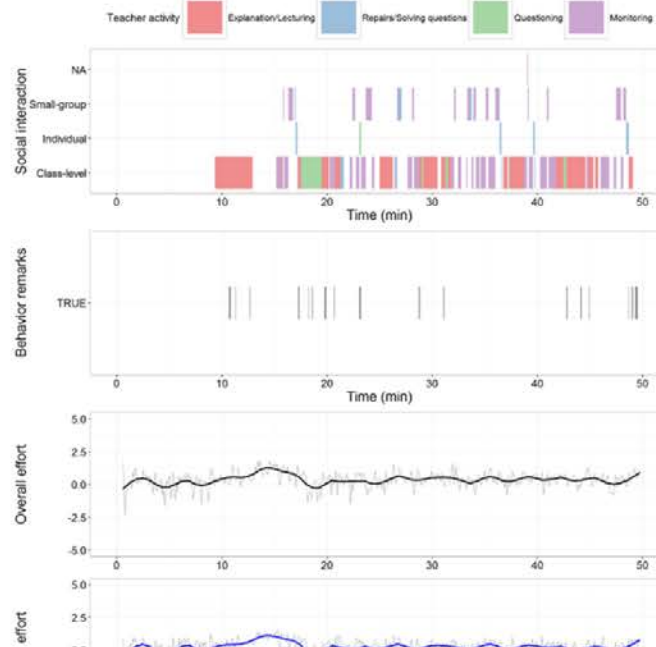 Teacher activity Explanation/Lecturing Repairs/Solving questions Questioning Monitoring
Social interaction
NA
Small-group
Individual
Class-level
0 10 20 30 40 50
Time (min)
Behavior remarks
TRUE
0 10 20 30 40 50
Time (min)
Overall effort
5.0
2.5
0.0
-2.5
-5.0
0 10 20 30 40 50
effort
5.0
2.5